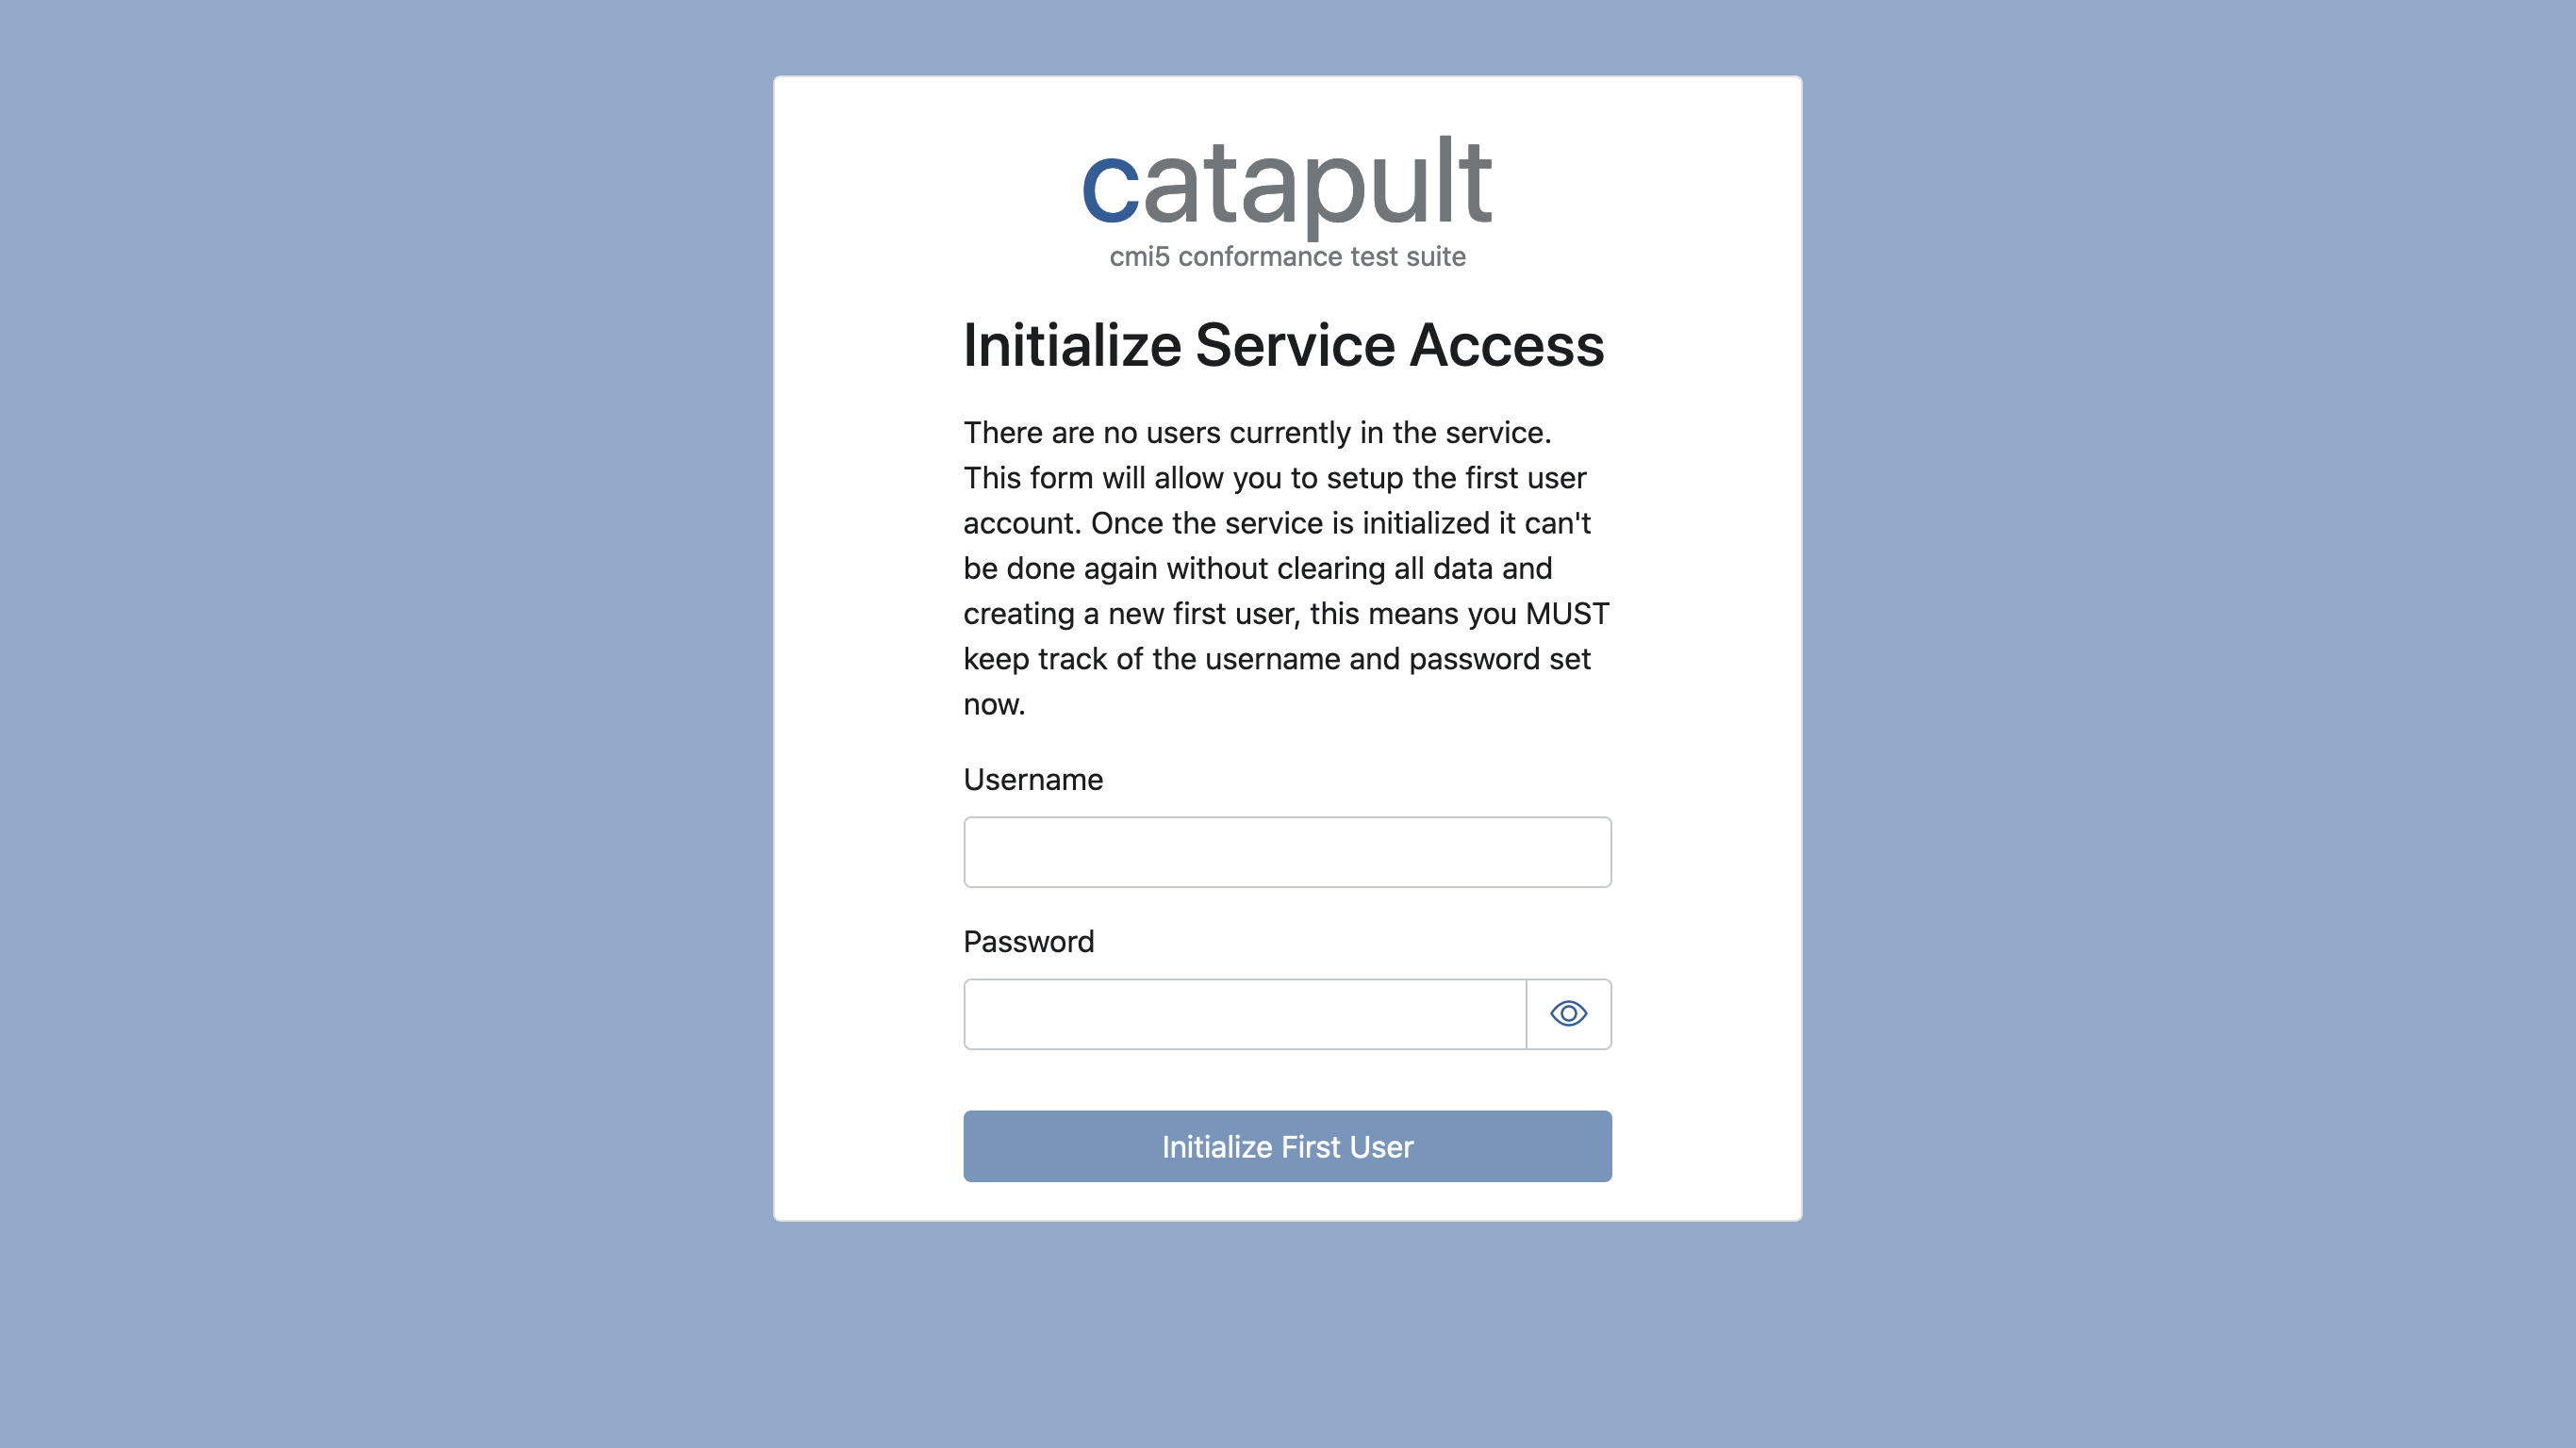 catapult
cmi5 conformance test suite
Initialize Service Access
There are no users currently in the service.
This form will allow you to setup the first user
account. Once the service is initialized it can't
be done again without clearing all data and
creating a new first user, this means you MUST
keep track of the username and password set
now.
Username
Password
Initialize First User